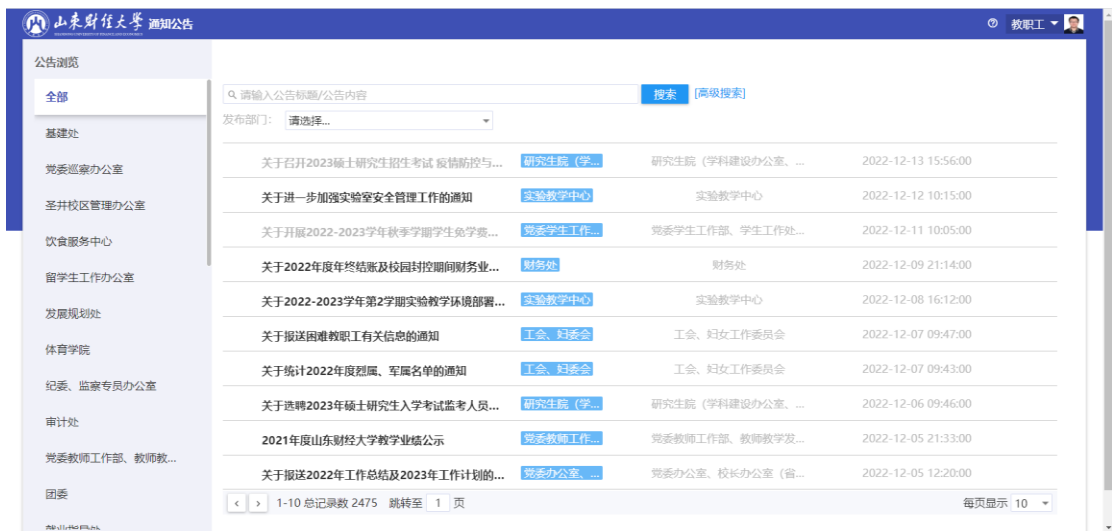 山东财经大学 通知公告
教职工
公告浏览
全部
基建处
党委巡察办公室
圣井校区管理办公室
饮食服务中心
留学生工作办公室
发展规划处
体育学院
纪委、监察专员办公室
审计处
党委教师工作部、教师教...
团委
请输入公告标题/公告内容 搜索 [高级搜索]
发布部门: 请选择...
关于召开2023硕士研究生招生考试 疫情防控与... 研究生院（学... 研究生院（学科建设办公室、... 2022-12-13 15:56:00
关于进一步加强实验室安全管理工作的通知 实验教学中心 实验教学中心 2022-12-12 10:15:00
关于开展2022-2023学年秋季学期学生免学费... 党委学生工作... 党委学生工作部、学生工作处... 2022-12-11 10:05:00
关于2022年度年终结账及校园封控期间财务业... 财务处 财务处 2022-12-09 21:14:00
关于2022-2023学年第2学期实验教学环境部署... 实验教学中心 实验教学中心 2022-12-08 16:12:00
关于报送困难教职工有关信息的通知 工会、妇委会 工会、妇女工作委员会 2022-12-07 09:47:00
关于统计2022年度烈属、军属名单的通知 工会、妇委会 工会、妇女工作委员会 2022-12-07 09:43:00
关于选聘2023年硕士研究生入学考试监考人员... 研究生院（学... 研究生院（学科建设办公室、... 2022-12-06 09:46:00
2021年度山东财经大学教学业绩公示 党委教师工作... 党委教师工作部、教师教学发... 2022-12-05 21:33:00
关于报送2022年工作总结及2023年工作计划的... 党委办公室、... 党委办公室、校长办公室（省... 2022-12-05 12:20:00
1-10 总记录数 2475 跳转至 1 页 每页显示 10